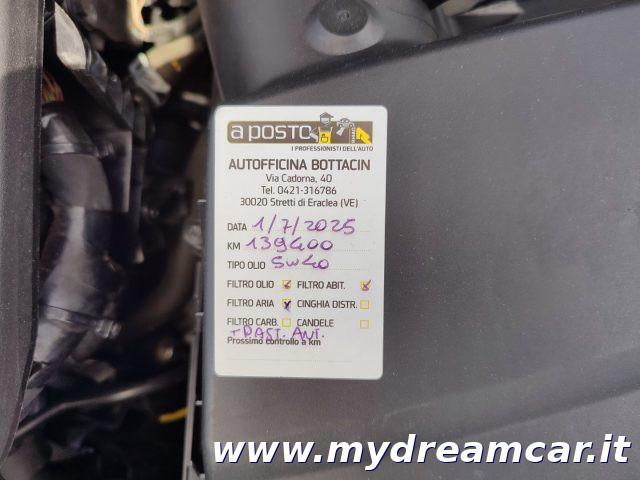 a posto
I PROFESSIONISTI DELL'AUTO
AUTOFFICINA BOTTACIN
Via Cadorna, 40
Tel. 0421-316786
30020 Stretti di Eraclea (VE)
DATA 1/7/2025
KM 139400
TIPO OLIO 5W40
FILTRO OLIO FILTRO ABIT.
FILTRO ARIA CINGHIA DISTR.
FILTRO CARB. CANDELE
+ PAST. ANT.
Prossimo controllo a km
www.mydreamcar.it